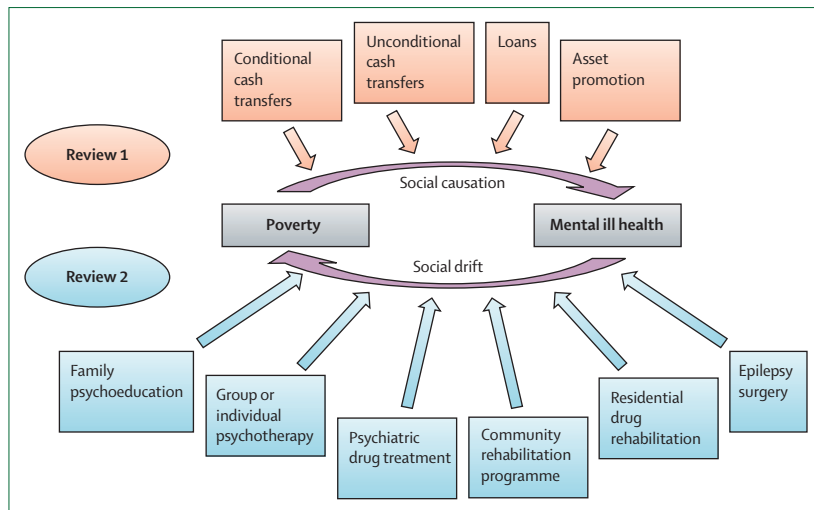 Conditional
cash
transfers
Unconditional
cash
transfers
Loans
Asset
promotion
Review 1
Social causation
Poverty
Mental ill health
Review 2
Social drift
Family
psychoeducation
Group or
individual
psychotherapy
Psychiatric
drug treatment
Community
rehabilitation
programme
Residential
drug
rehabilitation
Epilepsy
surgery